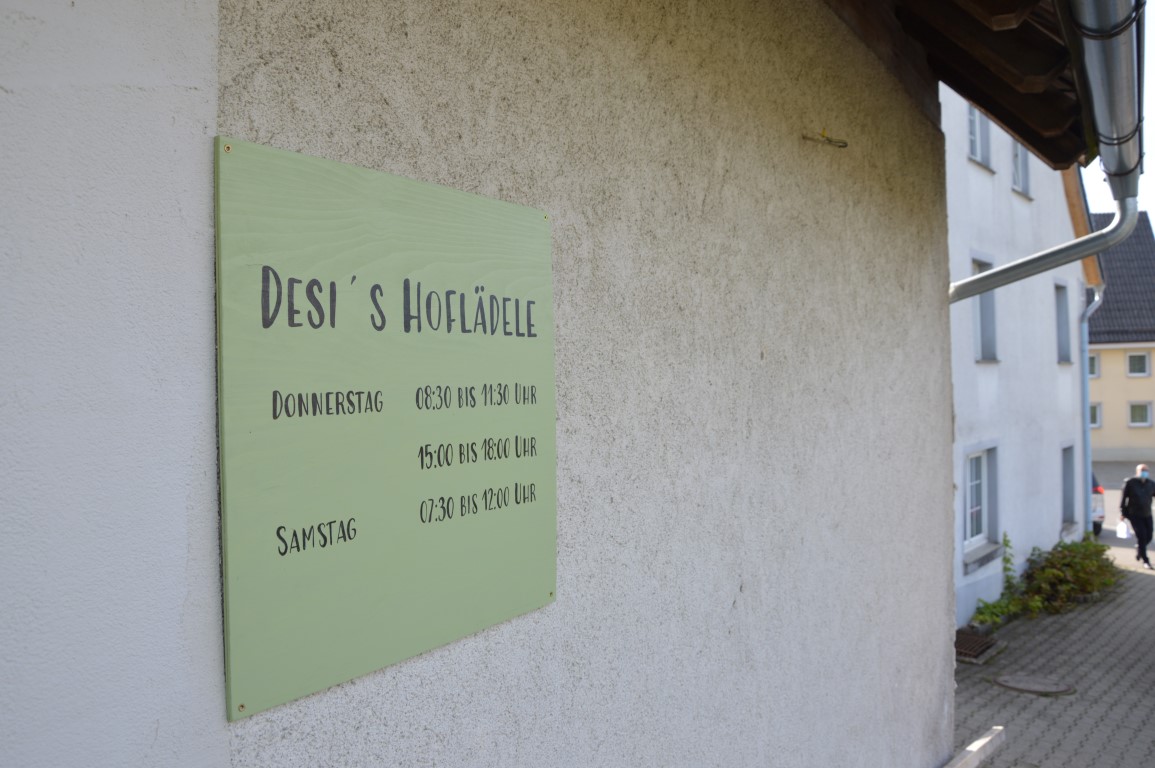 DESI´S HOFLÄDELE
DONNERSTAG 08:30 BIS 11:30 UHR
15:00 BIS 18:00 UHR
SAMSTAG 07:30 BIS 12:00 UHR